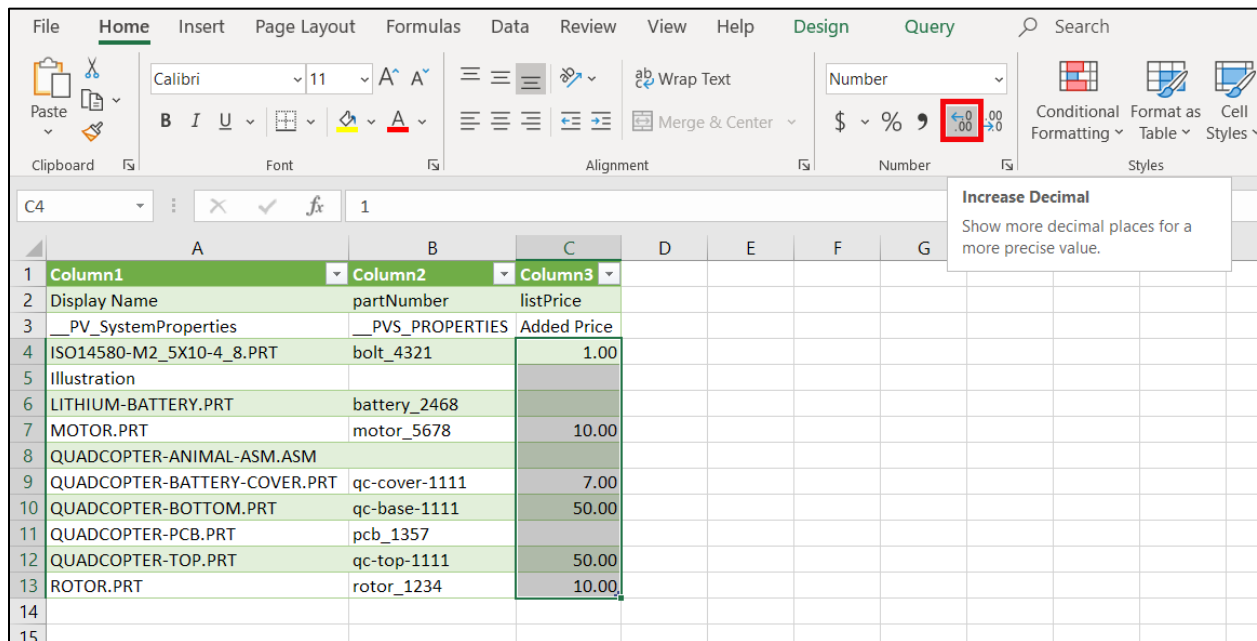 File Home Insert Page Layout Formulas Data Review View Help Design Query Search
Calibri 11 A A ab Wrap Text Number
Paste B I U A Merge & Center $ % 9 .00 .00 Conditional Formatting Format as Table Cell Styles
Clipboard Font Alignment Number Styles
C4 fx 1
Increase Decimal
Show more decimal places for a
more precise value.
A B C D E F G
1 Column1 Column2 Column3
2 Display Name partNumber listPrice
3 __PV_SystemProperties __PVS_PROPERTIES Added Price
4 ISO14580-M2_5X10-4_8.PRT bolt_4321 1.00
5 Illustration
6 LITHIUM-BATTERY.PRT battery_2468
7 MOTOR.PRT motor_5678 10.00
8 QUADCOPTER-ANIMAL-ASM.ASM
9 QUADCOPTER-BATTERY-COVER.PRT qc-cover-1111 7.00
10 QUADCOPTER-BOTTOM.PRT qc-base-1111 50.00
11 QUADCOPTER-PCB.PRT pcb_1357
12 QUADCOPTER-TOP.PRT qc-top-1111 50.00
13 ROTOR.PRT rotor_1234 10.00
14
15